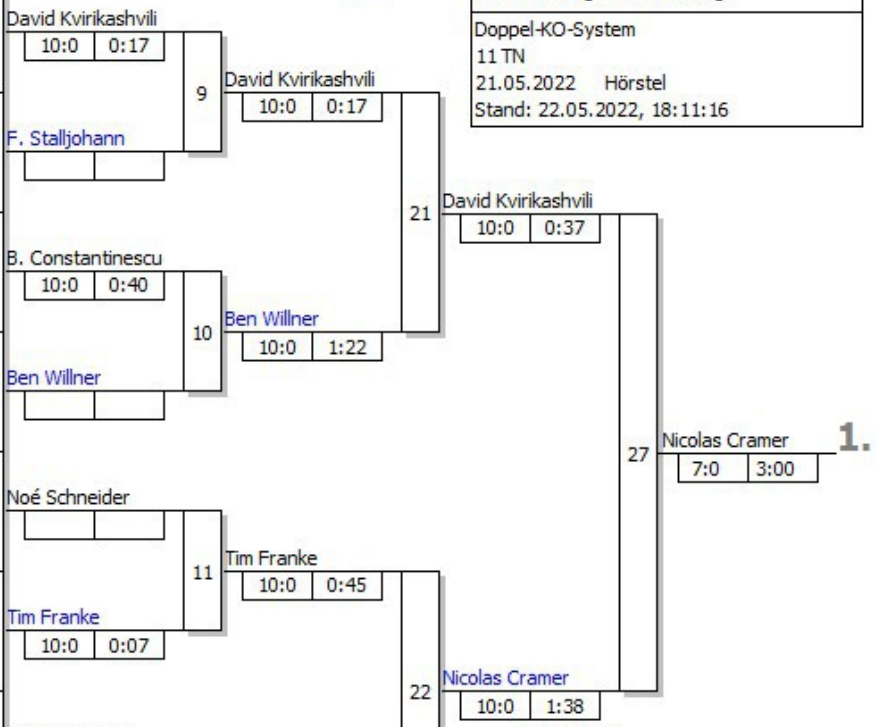 David Kvirikashvili
10:0 0:17
9
David Kvirikashvili
10:0 0:17
F. Stalljohann
Doppel-KO-System
11 TN
21.05.2022 Hörstel
Stand: 22.05.2022, 18:11:16
21
David Kvirikashvili
10:0 0:37
B. Constantinescu
10:0 0:40
10
Ben Willner
10:0 1:22
Ben Willner
27
Nicolas Cramer
1.
7:0 3:00
Noé Schneider
11
Tim Franke
10:0 0:45
Tim Franke
10:0 0:07
22
Nicolas Cramer
10:0 1:38